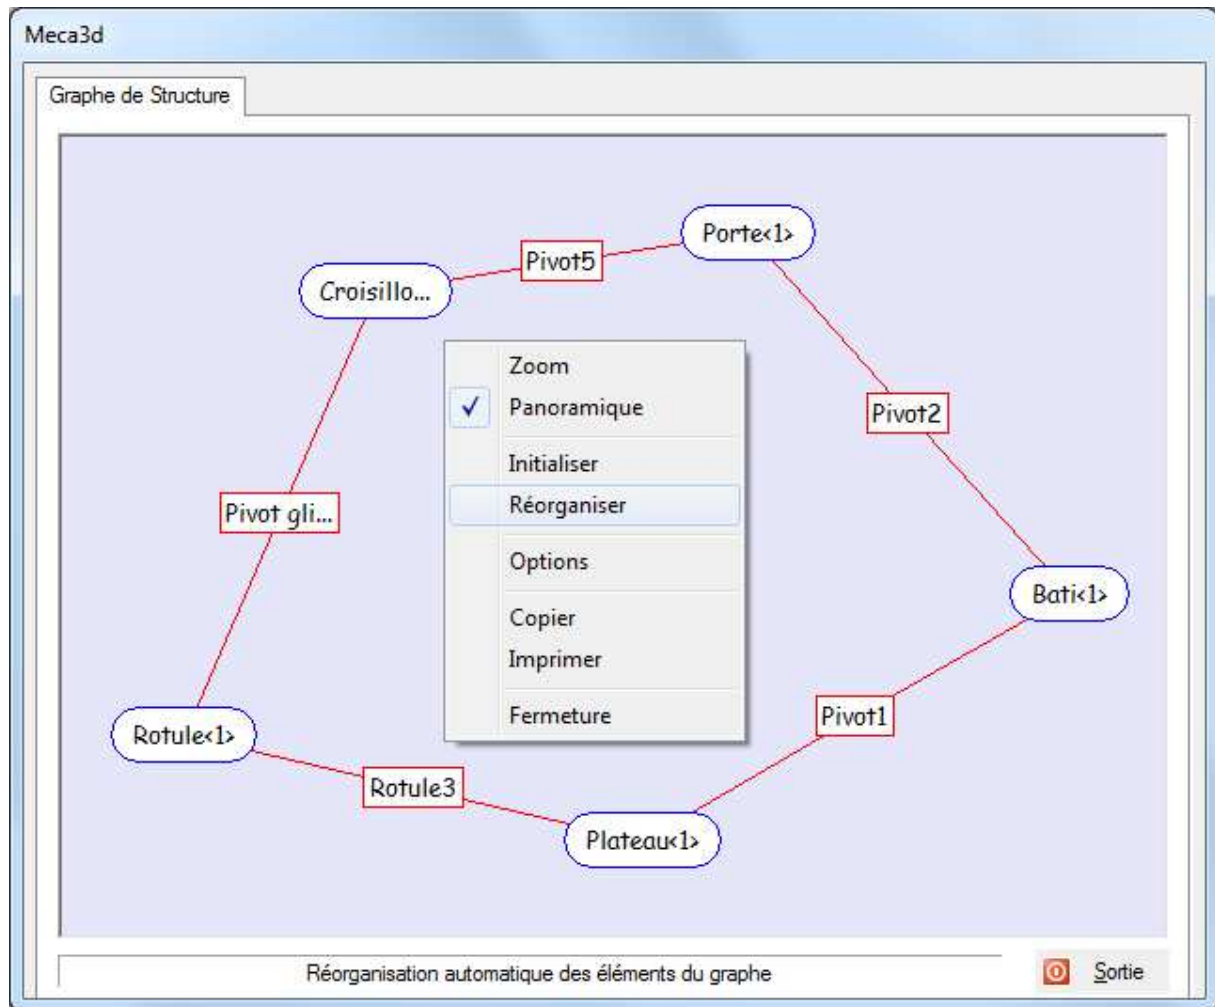 Meca3d
Graphe de Structure
Porte<1>
Pivot5
Croisillo...
Zoom
Panoramique
Pivot2
Initialiser
Réorganiser
Pivot gli...
Options
Bati<1>
Copier
Imprimer
Fermeture
Pivot1
Rotule<1>
Rotule3
Plateau<1>
Réorganisation automatique des éléments du graphe
Sortie